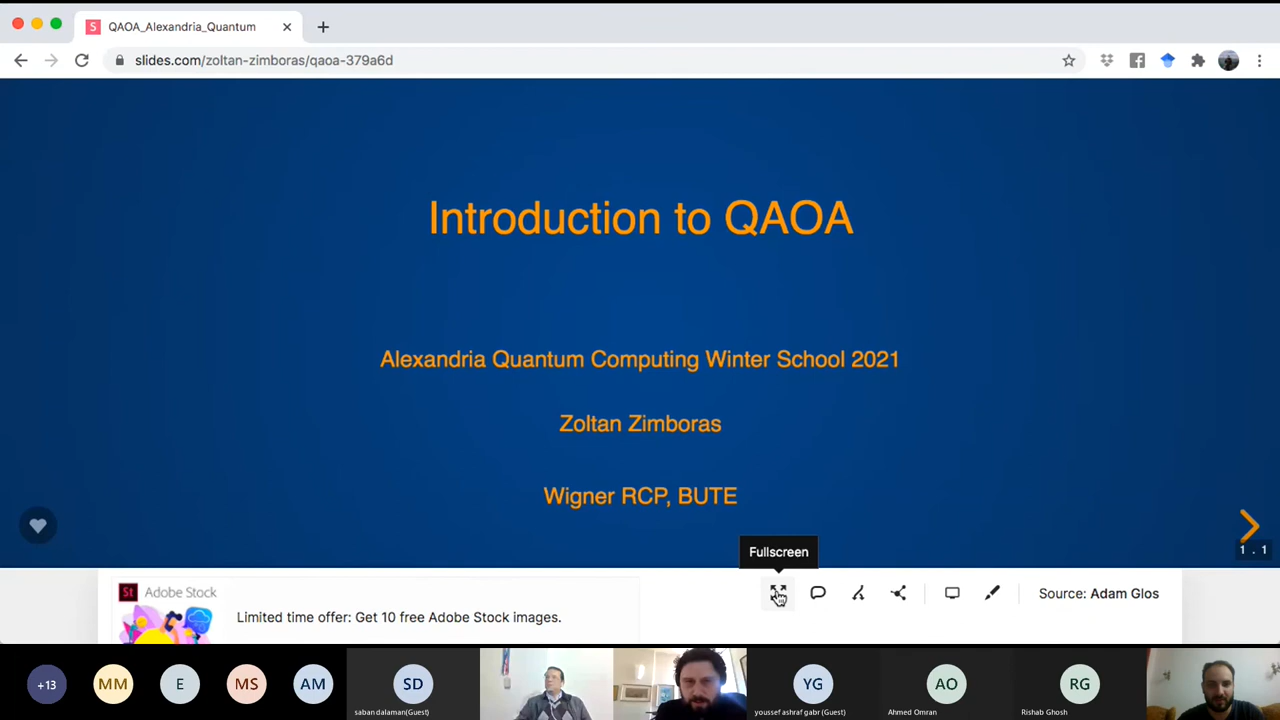 QAOA_Alexandria_Quantum
slides.com/zoltan-zimboras/qaoa-379a6d
Introduction to QAOA
Alexandria Quantum Computing Winter School 2021
Zoltan Zimboras
Wigner RCP, BUTE
1 . 1
Fullscreen
St Adobe Stock
Limited time offer: Get 10 free Adobe Stock images.
Source: Adam Glos
+13
MM
E
MS
AM
SD
saban dalaman(Guest)
YG
youssef ashraf gabr (Guest)
AO
Ahmed Omran
RG
Rishab Ghosh